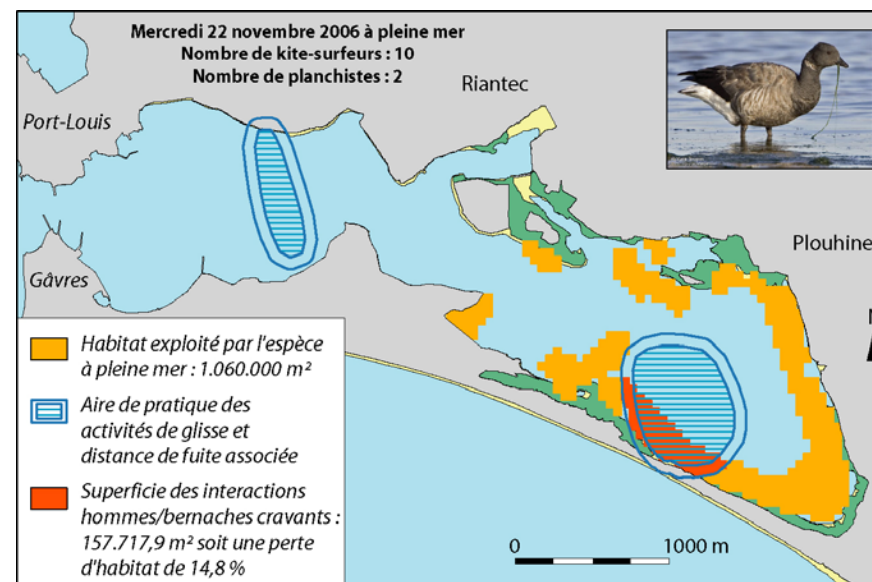 Mercredi 22 novembre 2006 à pleine mer
Nombre de kite-surfeurs : 10
Nombre de planchistes : 2
Riantec
Port-Louis
Plouhine
Gâvres
Habitat exploité par l'espèce
à pleine mer : 1.060.000 m²
Aire de pratique des
activités de glisse et
distance de fuite associée
Superficie des interactions
hommes/bernaches cravants :
157.717,9 m² soit une perte
d'habitat de 14,8 %
0 1000 m